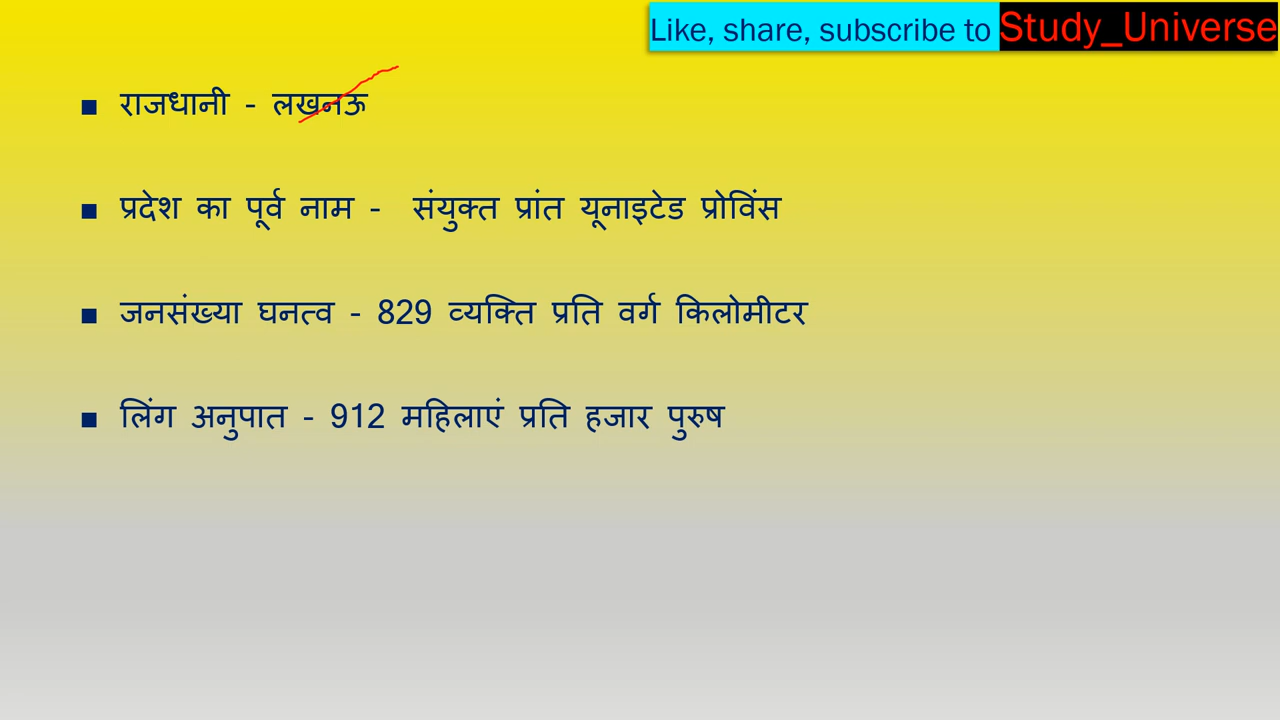 Like, share, subscribe to Study_Universe
▪ राजधानी - लखनऊ
▪ प्रदेश का पूर्व नाम - संयुक्त प्रांत यूनाइटेड प्रोविंस
▪ जनसंख्या घनत्व - 829 व्यक्ति प्रति वर्ग किलोमीटर
▪ लिंग अनुपात - 912 महिलाएं प्रति हजार पुरुष